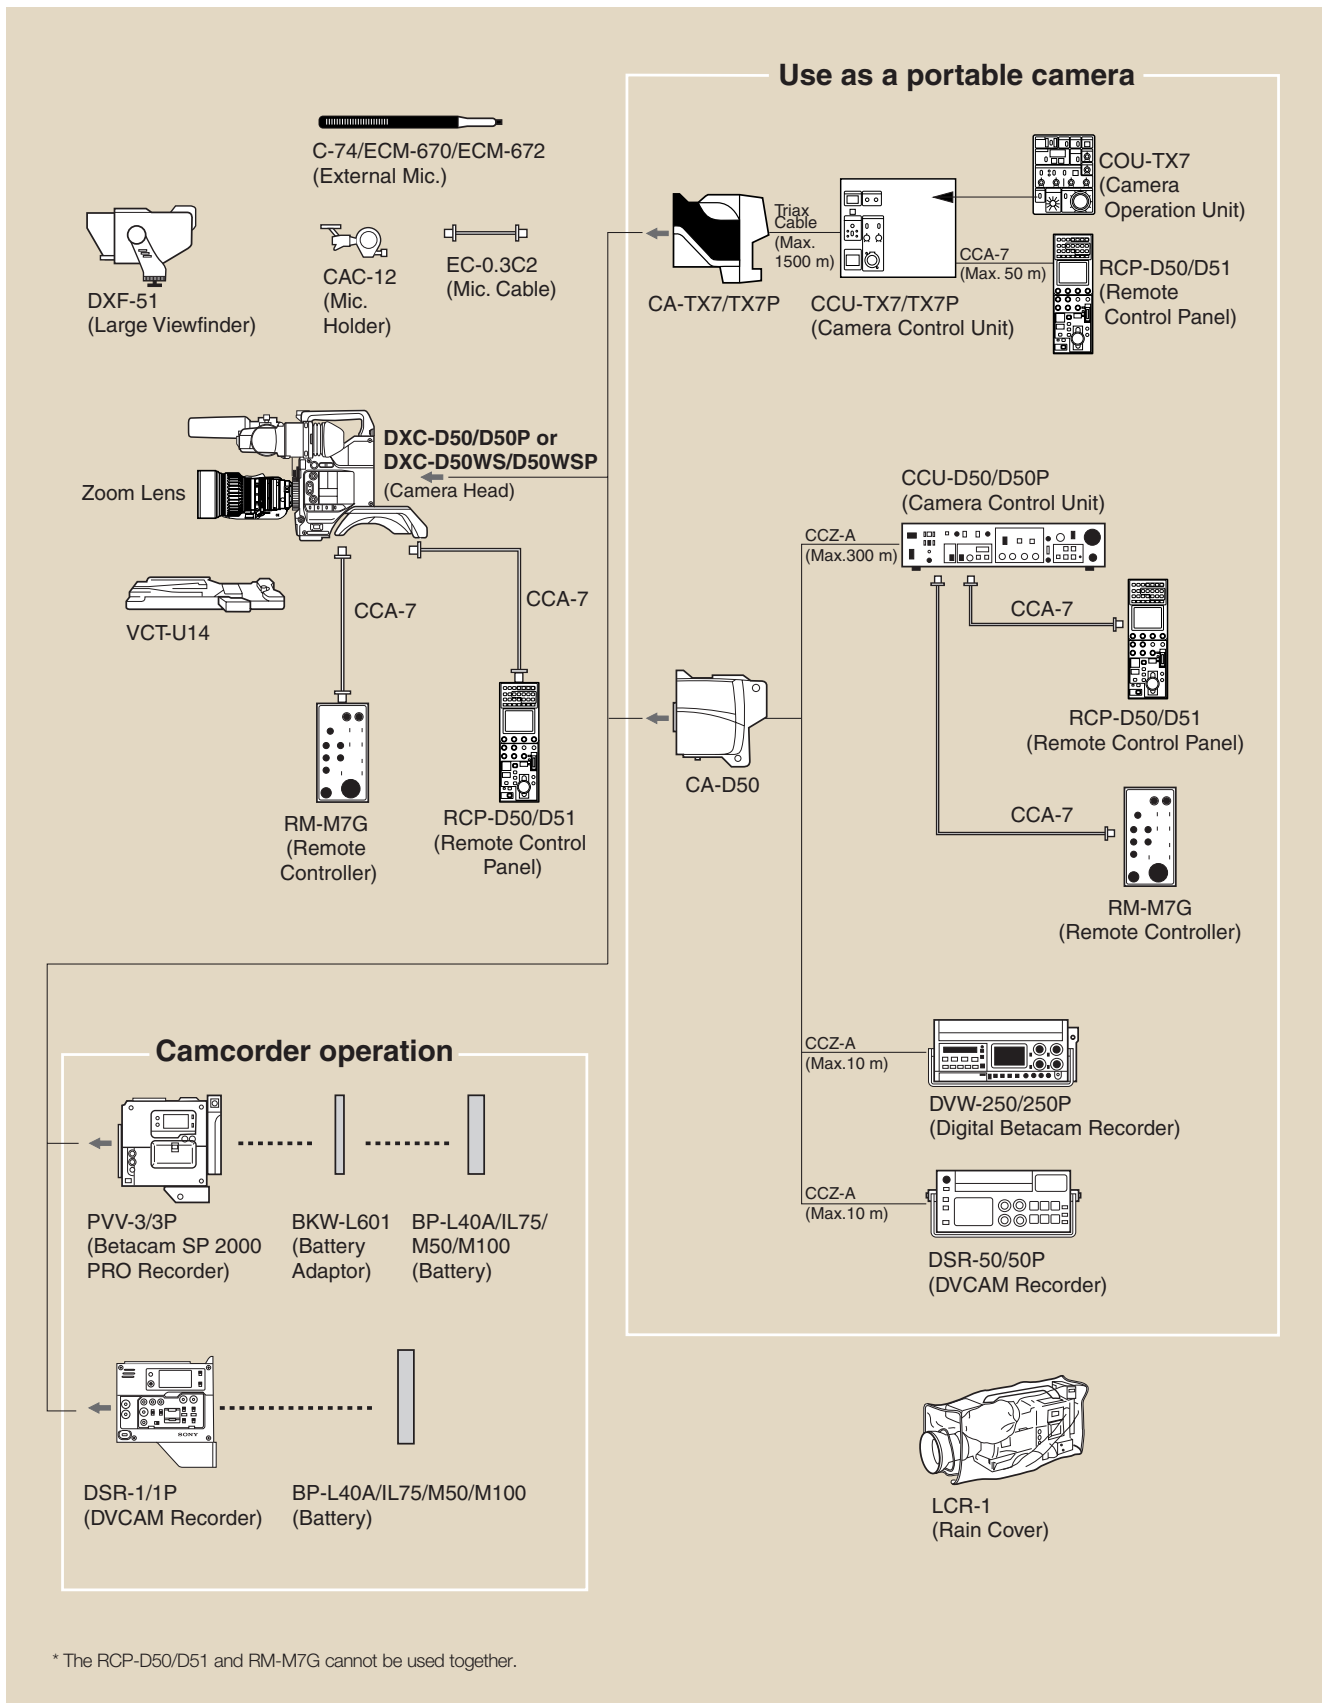 Use as a portable camera
C-74/ECM-670/ECM-672
(External Mic.)
DXF-51
(Large Viewfinder)
CAC-12
(Mic.
Holder)
EC-0.3C2
(Mic. Cable)
CA-TX7/TX7P
Triax
Cable
(Max.
1500 m)
CCU-TX7/TX7P
(Camera Control Unit)
COU-TX7
(Camera
Operation Unit)
CCA-7
(Max. 50 m)
RCP-D50/D51
(Remote
Control Panel)
Zoom Lens
DXC-D50/D50P or
DXC-D50WS/D50WSP
(Camera Head)
VCT-U14
CCA-7
CCA-7
RM-M7G
(Remote
Controller)
RCP-D50/D51
(Remote Control
Panel)
CCU-D50/D50P
(Camera Control Unit)
CCZ-A
(Max.300 m)
CCA-7
RCP-D50/D51
(Remote Control Panel)
CA-D50
CCA-7
RM-M7G
(Remote Controller)
CCZ-A
(Max.10 m)
DVW-250/250P
(Digital Betacam Recorder)
CCZ-A
(Max.10 m)
DSR-50/50P
(DVCAM Recorder)
Camcorder operation
PVV-3/3P
(Betacam SP 2000
PRO Recorder)
BKW-L601
(Battery
Adaptor)
BP-L40A/IL75/
M50/M100
(Battery)
SONY
DSR-1/1P
(DVCAM Recorder)
BP-L40A/IL75/M50/M100
(Battery)
LCR-1
(Rain Cover)
* The RCP-D50/D51 and RM-M7G cannot be used together.